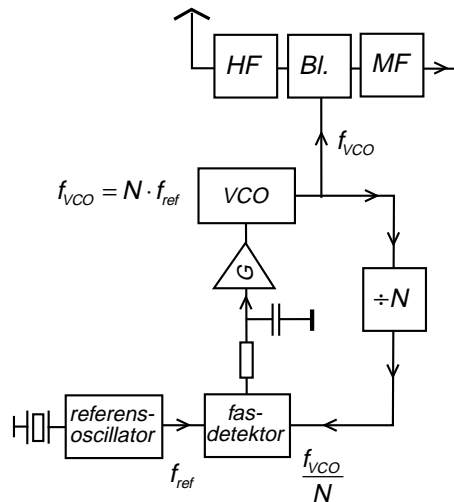 HF Bl. MF
f_VCO
f_VCO = N · f_ref
VCO
G
÷N
referens-
oscillator
fas-
detektor
f_ref
f_VCO
N